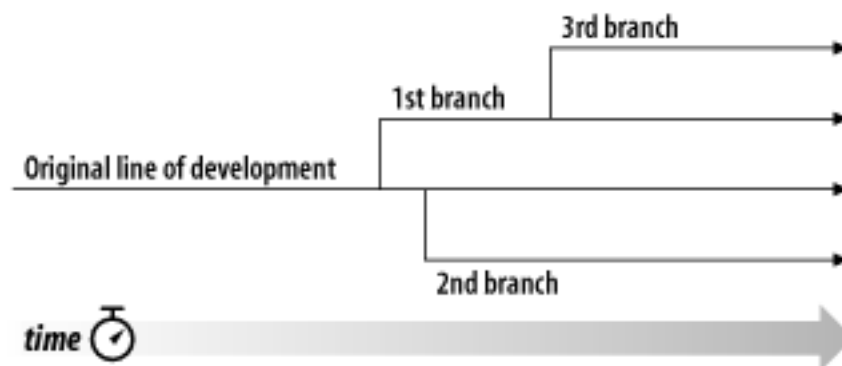 3rd branch
1st branch
Original line of development
2nd branch
time